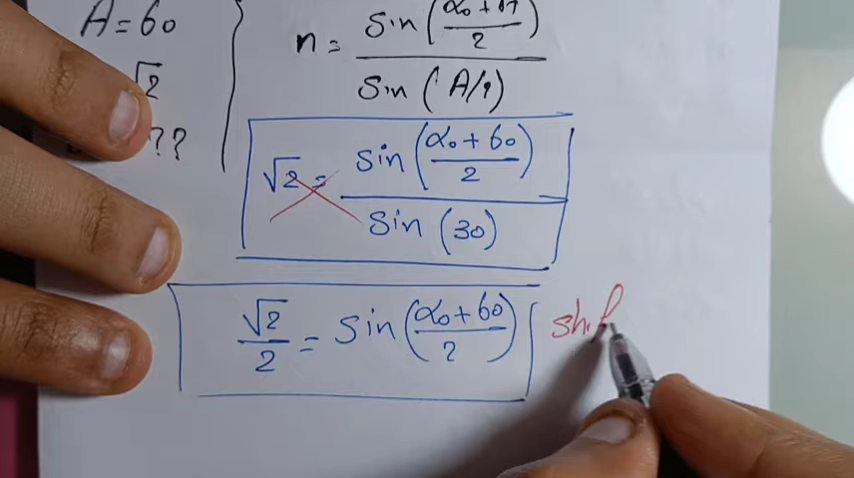 A = 60
√2
??
n = sin(α₀ + A / 2) / sin(A/2)
√2 = sin(α₀ + 60 / 2) / sin(30)
√2 / 2 = sin(α₀ + 60 / 2)
shif